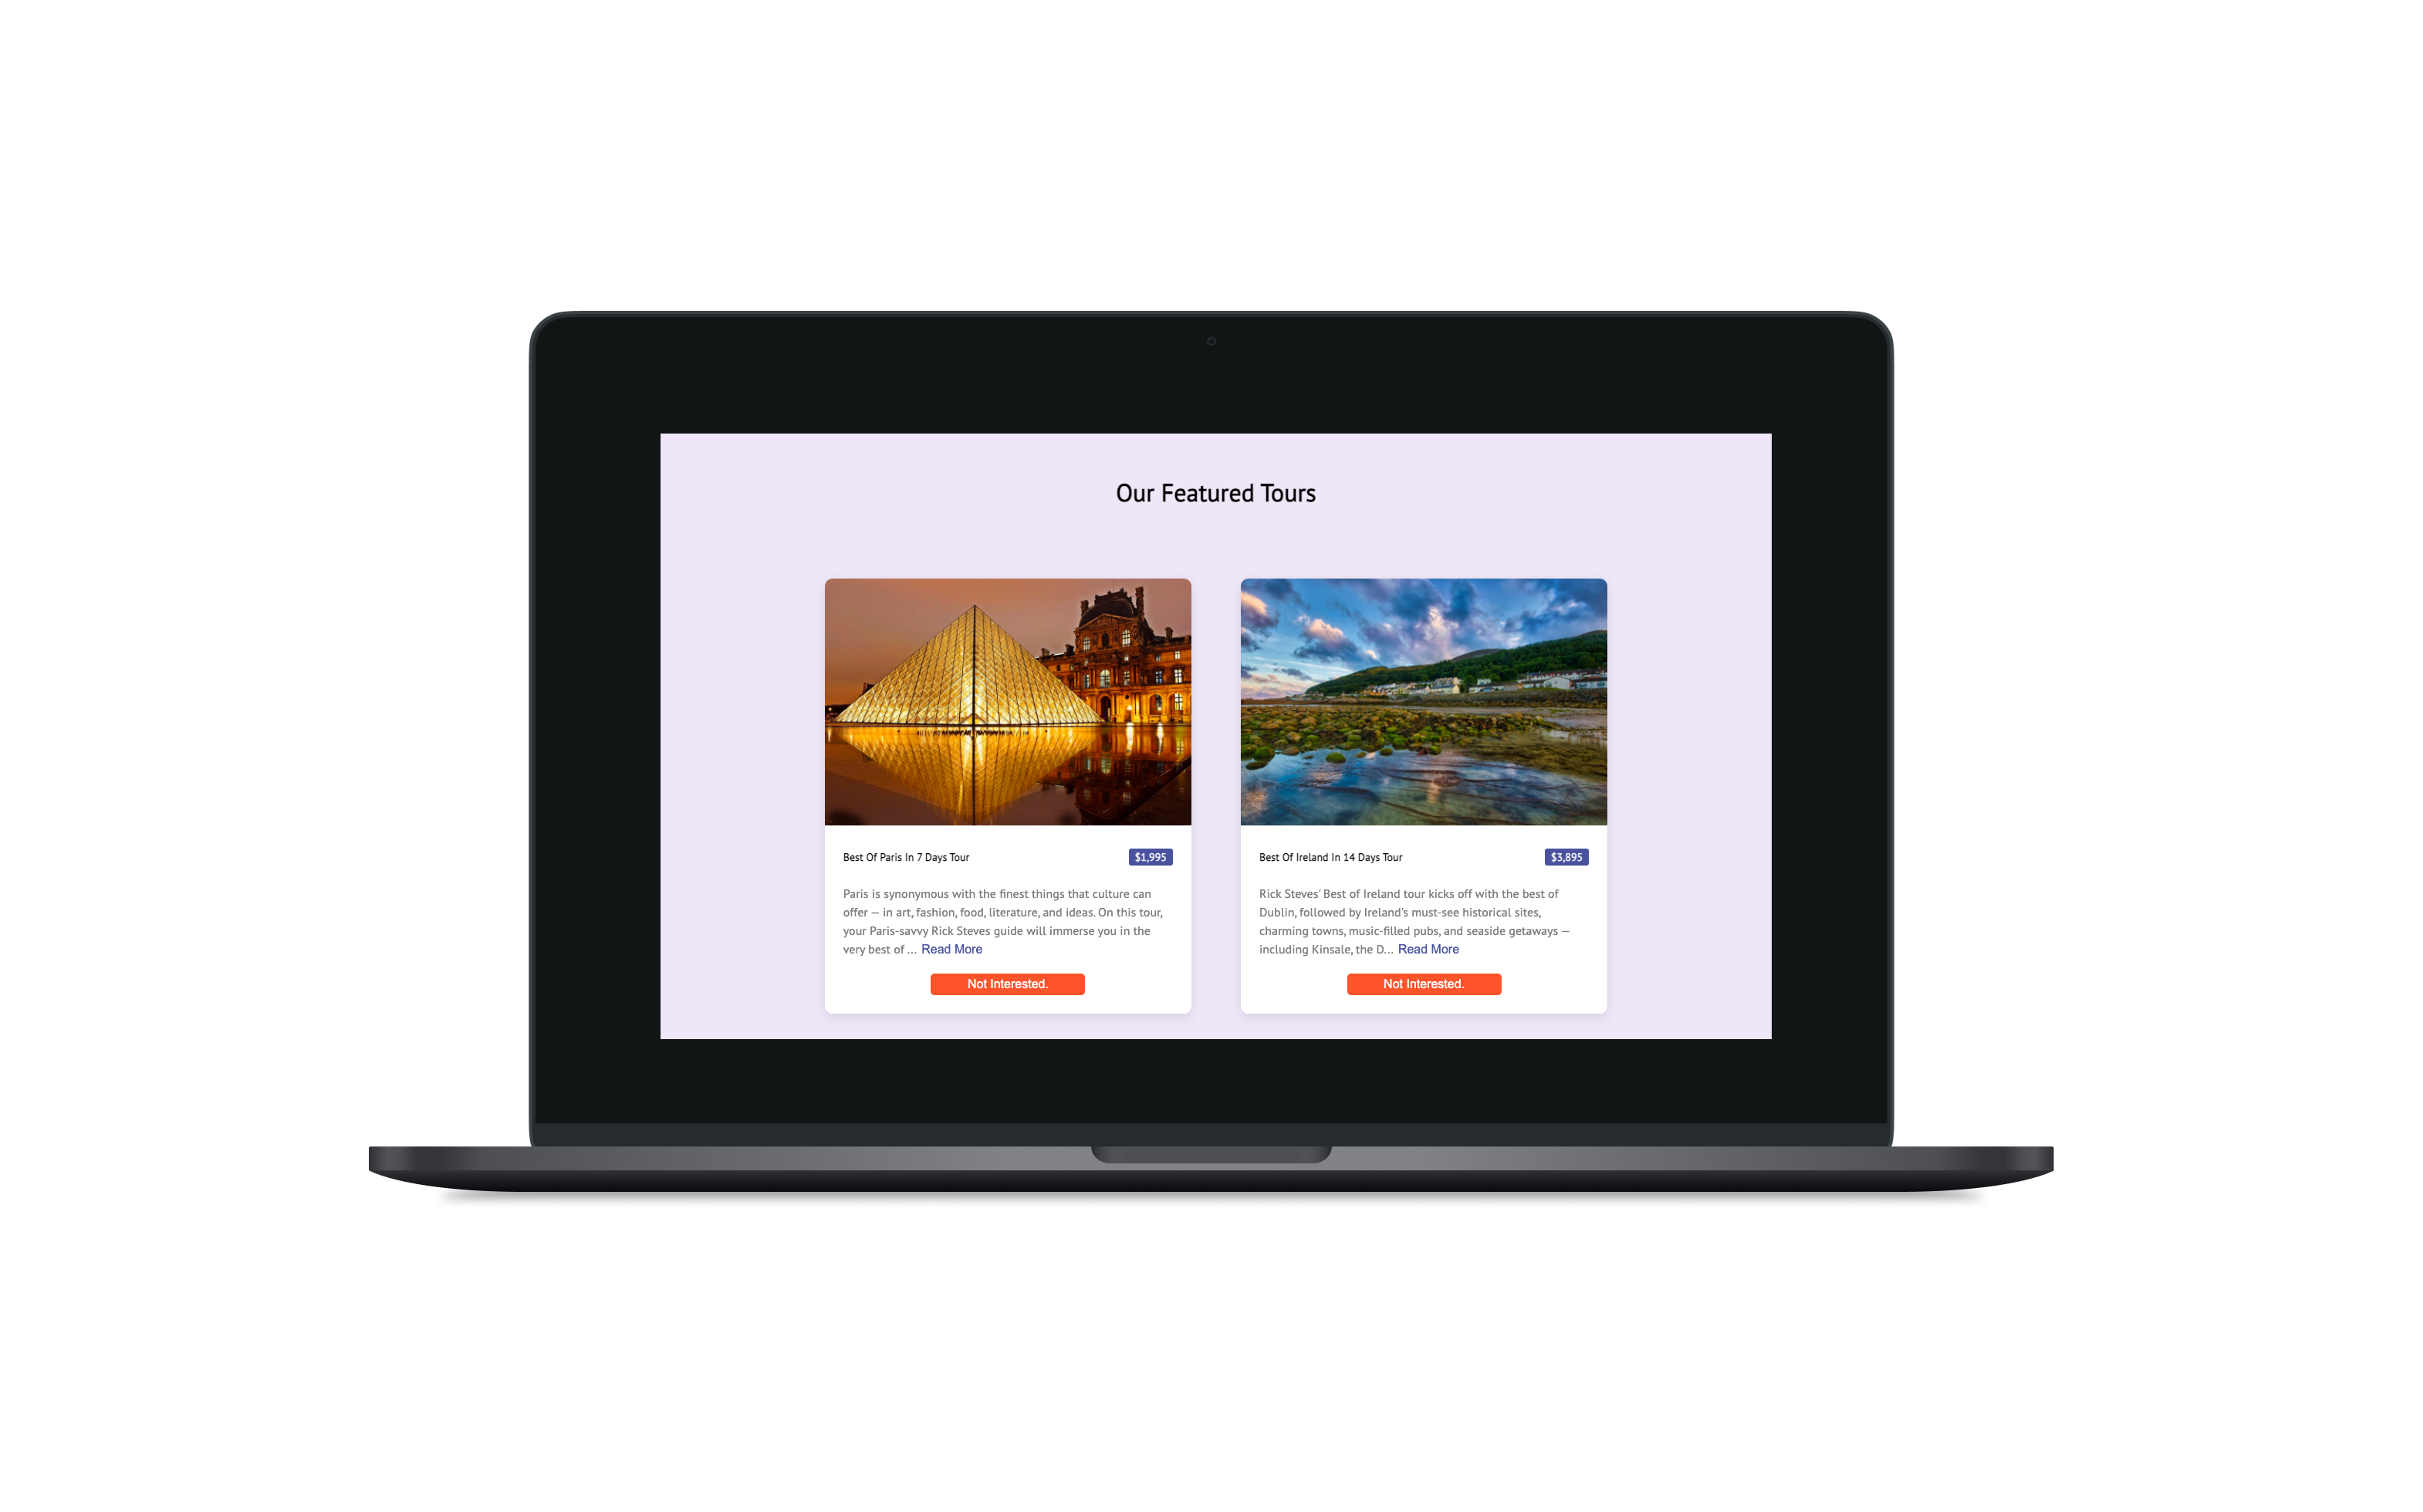 Our Featured Tours
Best Of Paris In 7 Days Tour
$1,995
Paris is synonymous with the finest things that culture can
offer — in art, fashion, food, literature, and ideas. On this tour,
your Paris-savvy Rick Steves guide will immerse you in the
very best of ... Read More
Not Interested.
Best Of Ireland In 14 Days Tour
$3,895
Rick Steves' Best of Ireland tour kicks off with the best of
Dublin, followed by Ireland's must-see historical sites,
charming towns, music-filled pubs, and seaside getaways —
including Kinsale, the D... Read More
Not Interested.